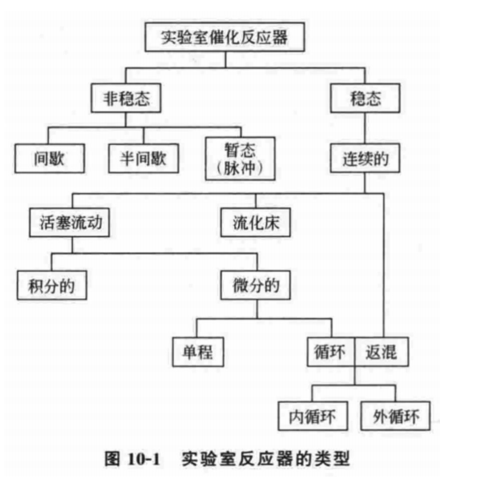 实验室催化反应器
非稳态
稳态
间歇
半间歇
暂态
(脉冲)
连续的
活塞流动
流化床
积分的
微分的
单程
循环
返混
内循环
外循环
图 10-1 实验室反应器的类型